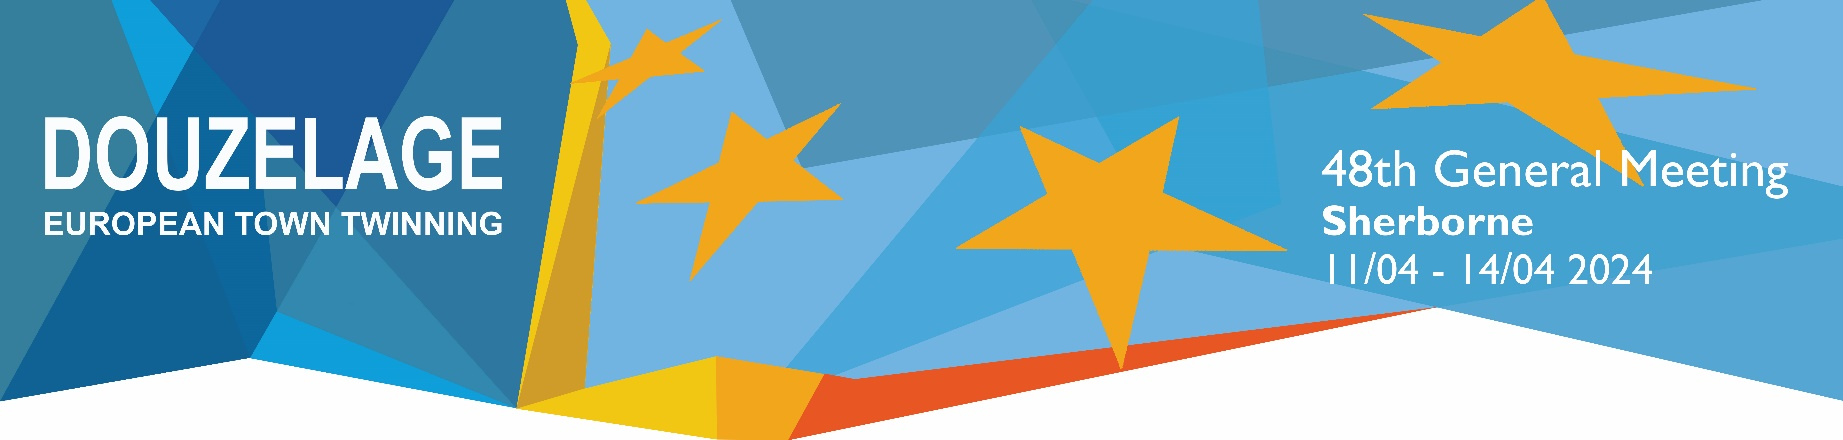 DOUZELAGE
EUROPEAN TOWN TWINNING
48th General Meeting
Sherborne
11/04 - 14/04 2024